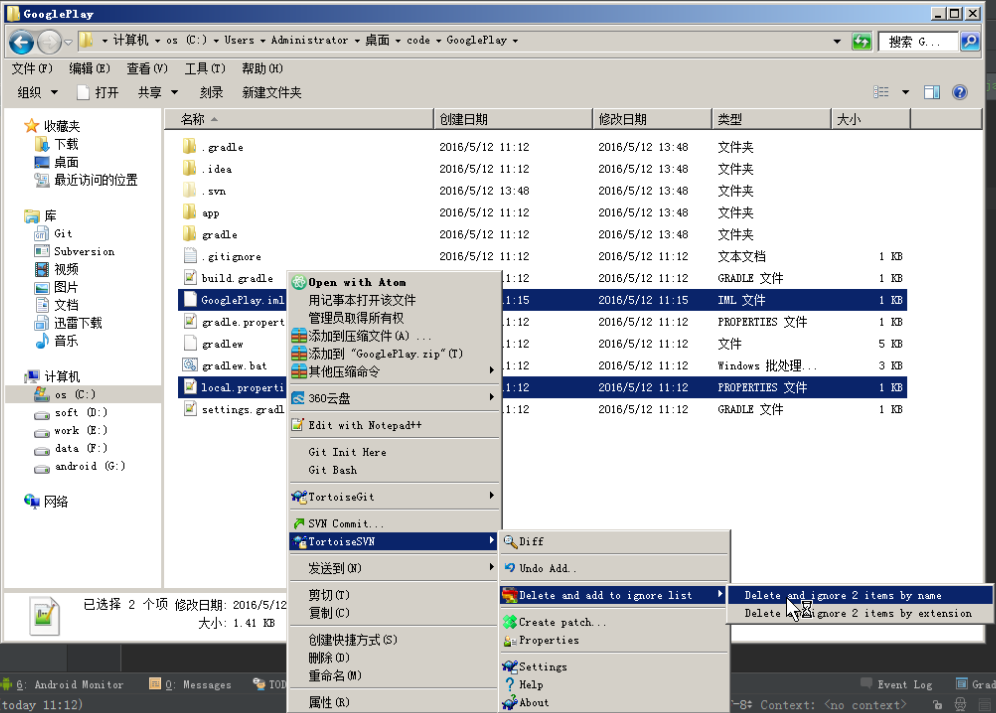 GooglePlay
计算机 os (C:) Users Administrator 桌面 code GooglePlay
搜索 G...
文件(F) 编辑(E) 查看(V) 工具(T) 帮助(H)
组织 打开 共享 刻录 新建文件夹
名称 创建日期 修改日期 类型 大小
收藏夹
下载
桌面
最近访问的位置
库
Git
Subversion
视频
图片
文档
迅雷下载
音乐
计算机
os (C:)
soft (D:)
work (E:)
data (F:)
android (G:)
网络
.gradle 2016/5/12 11:12 2016/5/12 13:48 文件夹
.idea 2016/5/12 11:12 2016/5/12 13:48 文件夹
.svn 2016/5/12 13:48 2016/5/12 13:48 文件夹
app 2016/5/12 11:12 2016/5/12 13:48 文件夹
gradle 2016/5/12 11:12 2016/5/12 13:48 文件夹
.gitignore 2016/5/12 11:12 2016/5/12 11:12 文本文档 1 KB
build.gradle 1:12 2016/5/12 11:12 GRADLE 文件 1 KB
GooglePlay.iml 1:15 2016/5/12 11:15 IML 文件 1 KB
gradle.propert 1:12 2016/5/12 11:12 PROPERTIES 文件 1 KB
gradlew 1:12 2016/5/12 11:12 文件 5 KB
gradlew.bat 1:12 2016/5/12 11:12 Windows 批处理... 3 KB
local.properti 1:12 2016/5/12 11:12 PROPERTIES 文件 1 KB
settings.gradl 1:12 2016/5/12 11:12 GRADLE 文件 1 KB
Open with Atom
用记事本打开该文件
管理员取得所有权
添加到压缩文件(A) ...
添加到 "GooglePlay.zip"(T)
其他压缩命令
360云盘
Edit with Notepad++
Git Init Here
Git Bash
TortoiseGit
SVN Commit...
TortoiseSVN
发送到(N)
剪切(T)
复制(C)
创建快捷方式(S)
删除(D)
重命名(M)
属性(R)
Diff
Undo Add..
Delete and add to ignore list
Create patch...
Properties
Settings
Help
About
Delete and ignore 2 items by name
Delete and ignore 2 items by extension
已选择 2 个项 修改日期: 2016/5/12
大小: 1.41 KB
6: Android Monitor 0: Messages TOD Event Log Grad
today 11:12) F-8 Context: <no context>